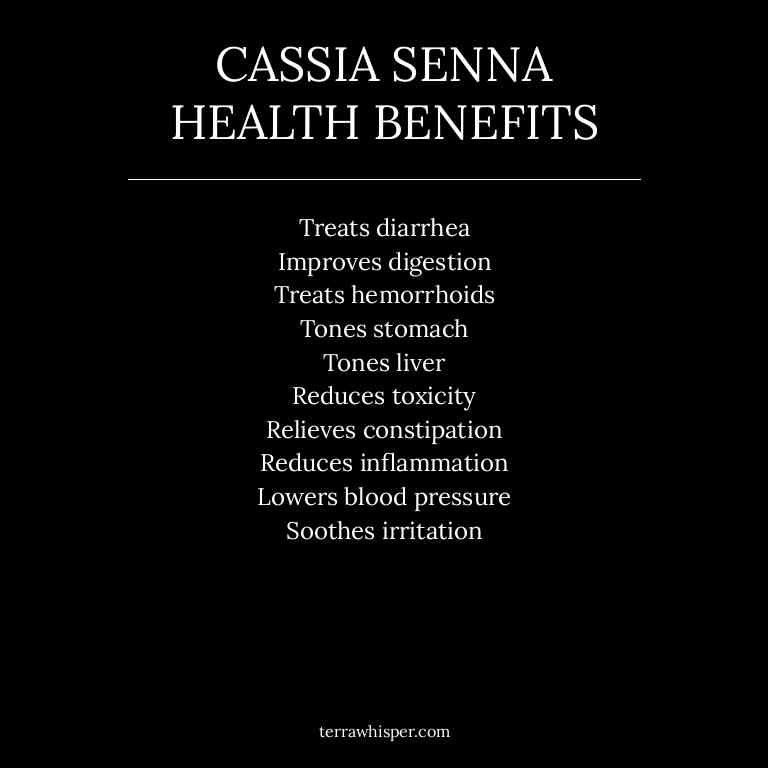 CASSIA SENNA
HEALTH BENEFITS
Treats diarrhea
Improves digestion
Treats hemorrhoids
Tones stomach
Tones liver
Reduces toxicity
Relieves constipation
Reduces inflammation
Lowers blood pressure
Soothes irritation
terrawhisper.com